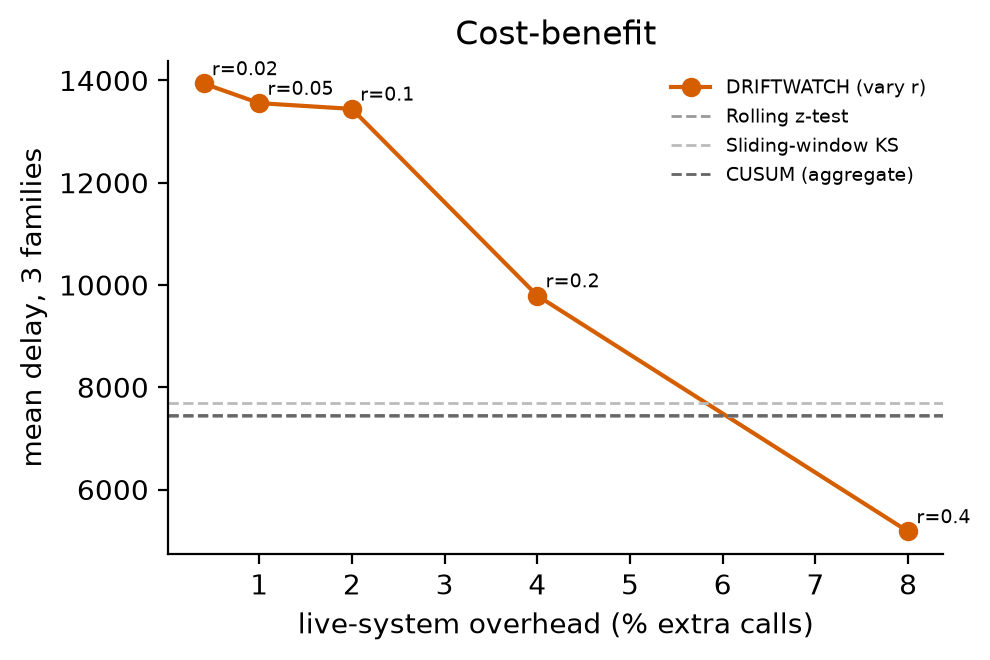 Cost-benefit
mean delay, 3 families
14000
12000
10000
8000
6000
r=0.02
r=0.05
r=0.1
r=0.2
r=0.4
DRIFTWATCH (vary r)
Rolling z-test
Sliding-window KS
CUSUM (aggregate)
1 2 3 4 5 6 7 8
live-system overhead (% extra calls)